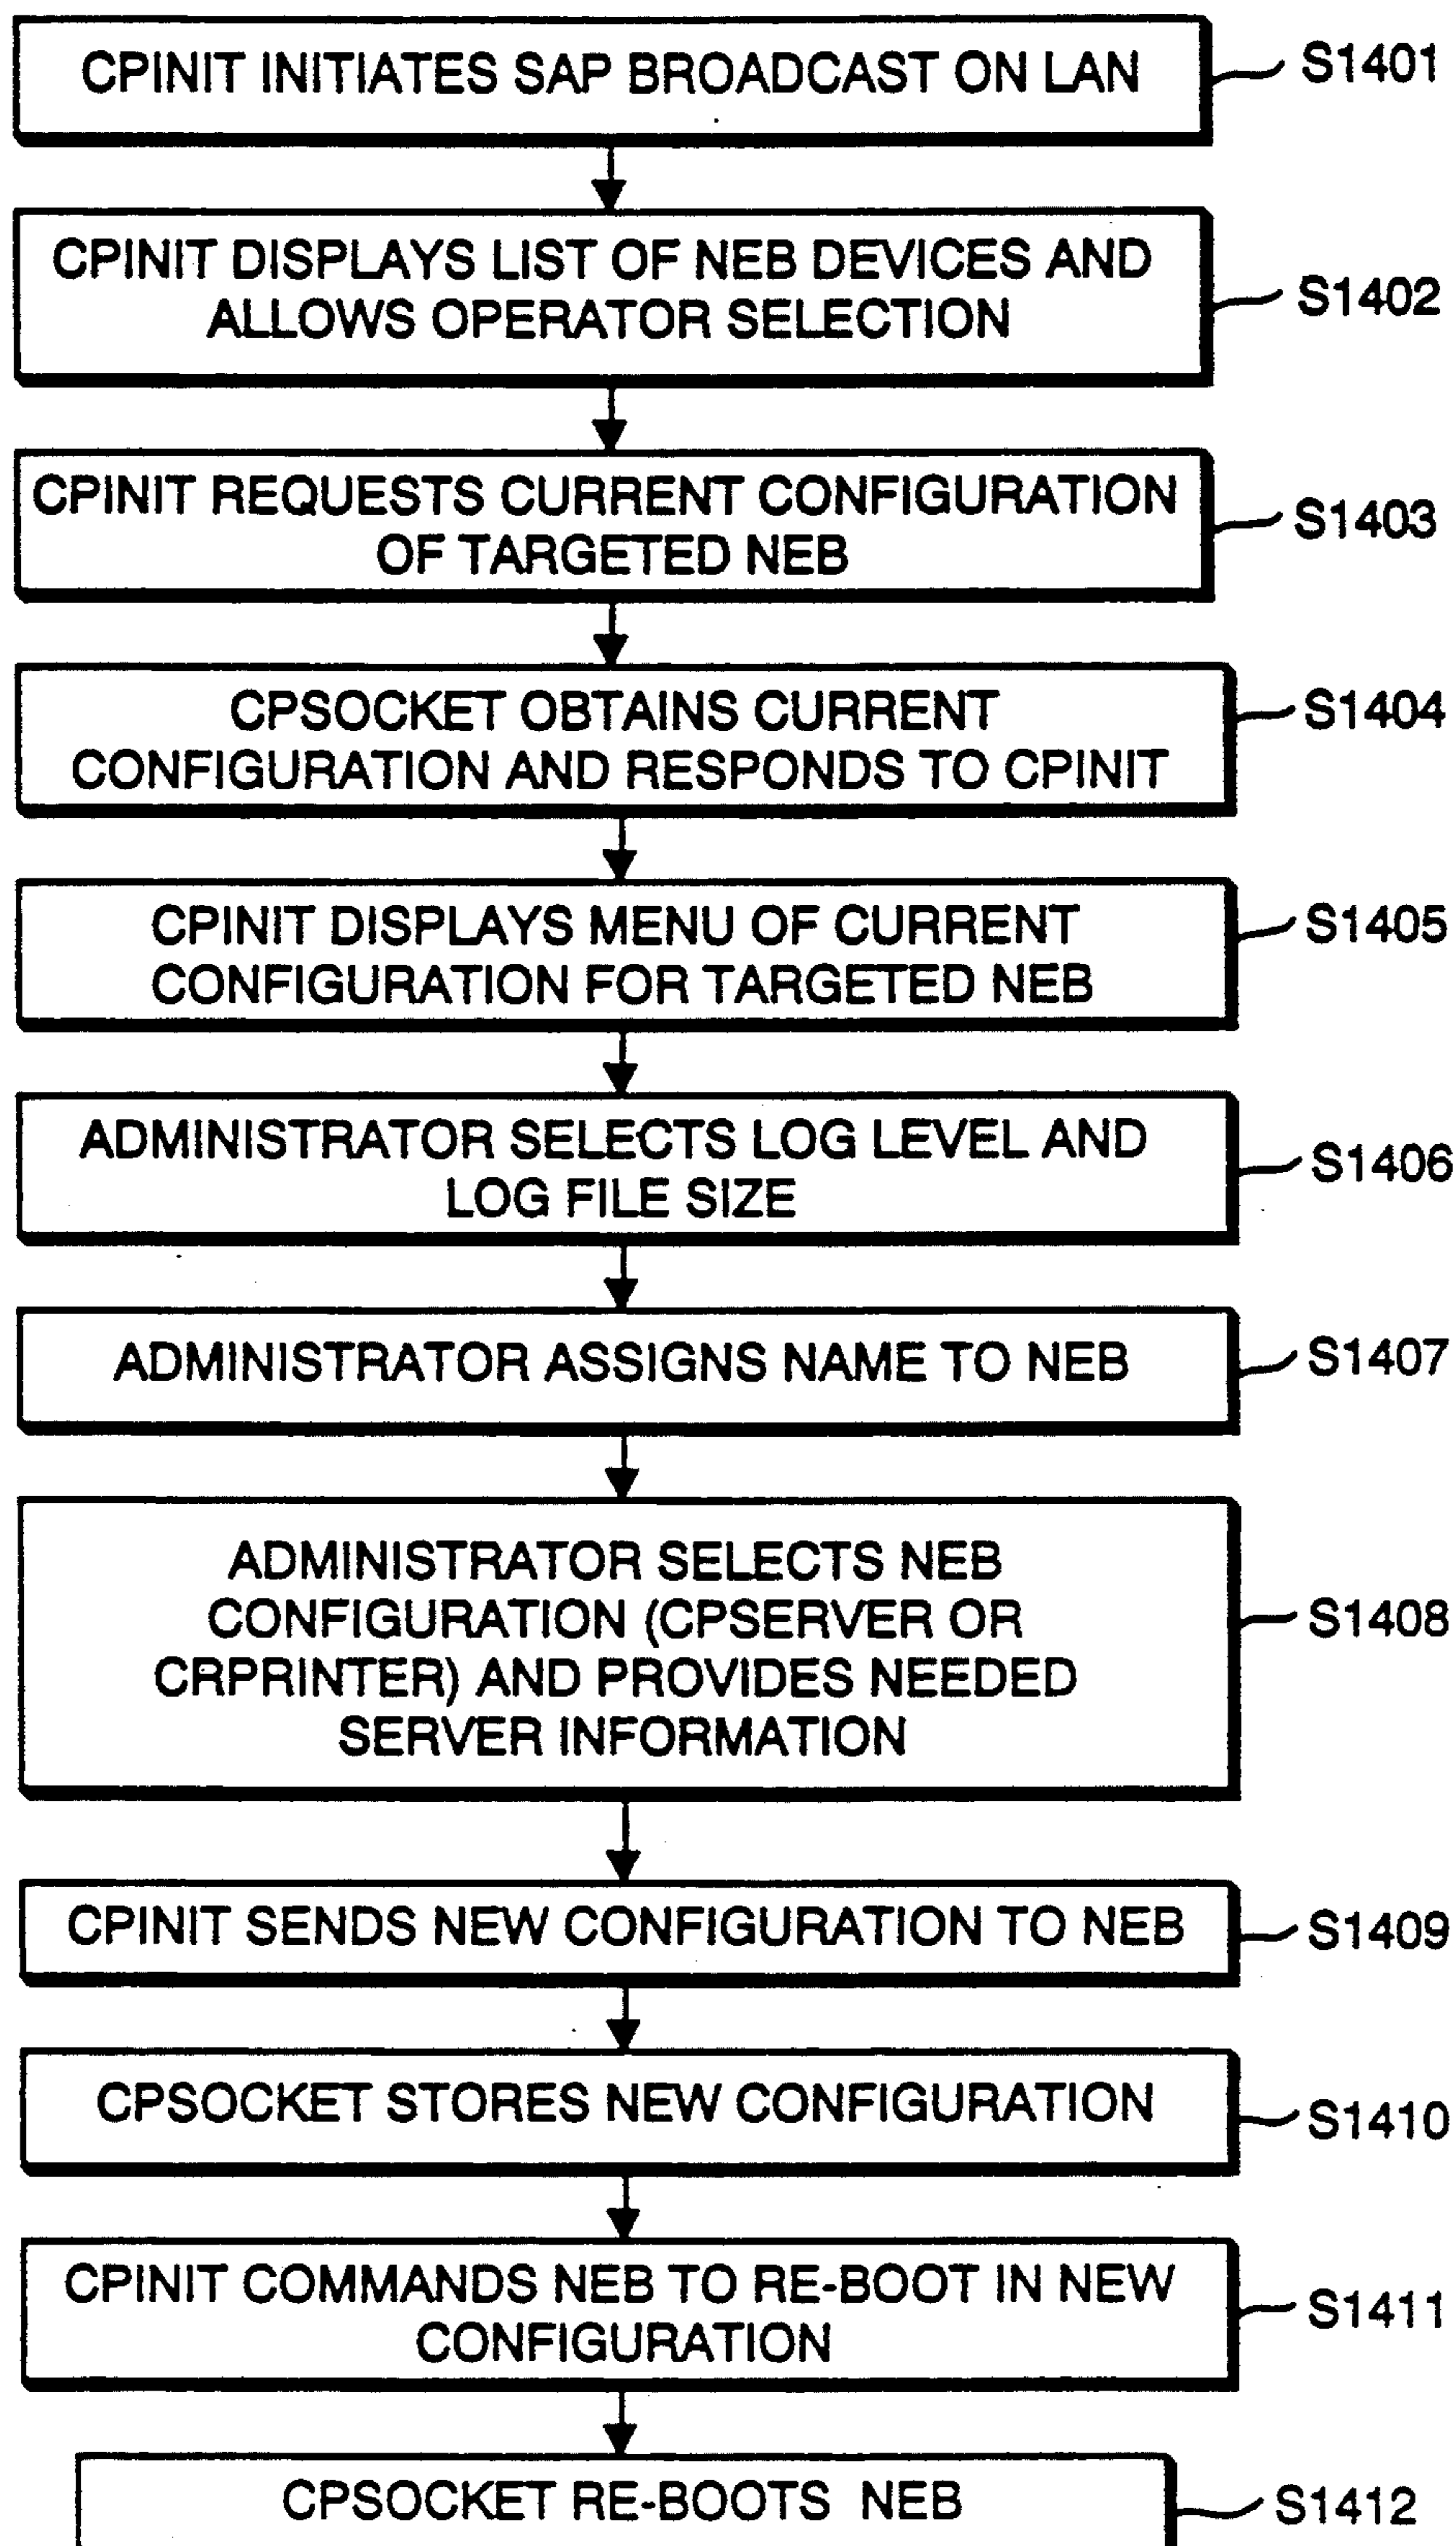 CPINIT INITIATES SAP BROADCAST ON LAN
S1401
CPINIT DISPLAYS LIST OF NEB DEVICES AND
ALLOWS OPERATOR SELECTION
S1402
CPINIT REQUESTS CURRENT CONFIGURATION
OF TARGETED NEB
S1403
CPSOCKET OBTAINS CURRENT
CONFIGURATION AND RESPONDS TO CPINIT
S1404
CPINIT DISPLAYS MENU OF CURRENT
CONFIGURATION FOR TARGETED NEB
S1405
ADMINISTRATOR SELECTS LOG LEVEL AND
LOG FILE SIZE
S1406
ADMINISTRATOR ASSIGNS NAME TO NEB
S1407
ADMINISTRATOR SELECTS NEB
CONFIGURATION (CPSERVER OR
CRPRINTER) AND PROVIDES NEEDED
SERVER INFORMATION
S1408
CPINIT SENDS NEW CONFIGURATION TO NEB
S1409
CPSOCKET STORES NEW CONFIGURATION
S1410
CPINIT COMMANDS NEB TO RE-BOOT IN NEW
CONFIGURATION
S1411
CPSOCKET RE-BOOTS NEB
S1412